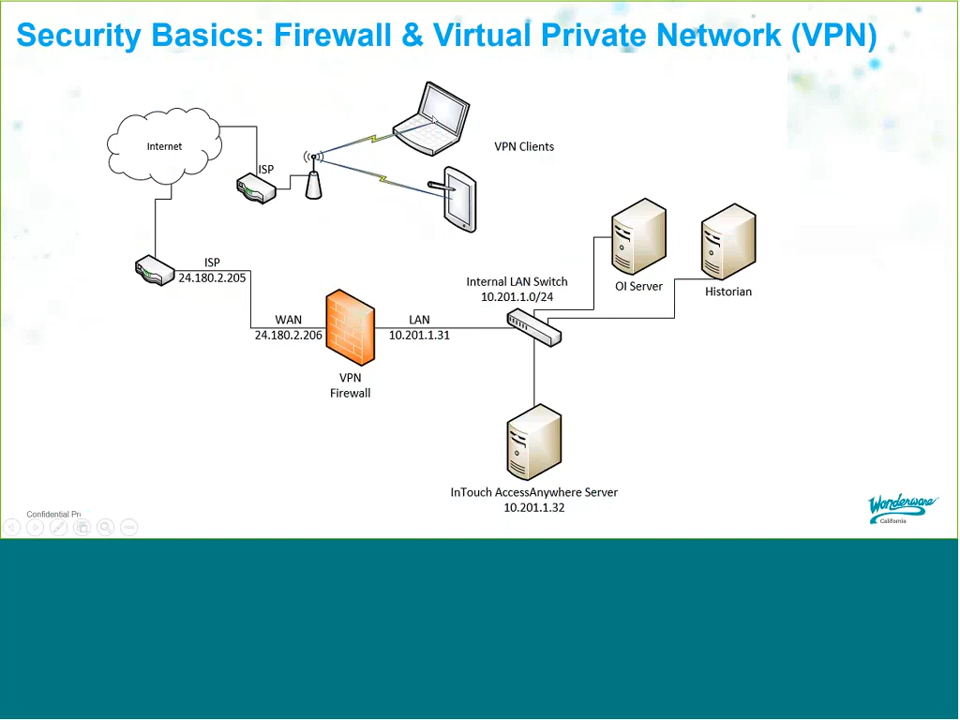 Security Basics: Firewall & Virtual Private Network (VPN)
Internet
ISP
VPN Clients
ISP
24.180.2.205
WAN
24.180.2.206
LAN
10.201.1.31
VPN
Firewall
Internal LAN Switch
10.201.1.0/24
OI Server
Historian
InTouch AccessAnywhere Server
10.201.1.32
Confidential Pr
Wonderware
California